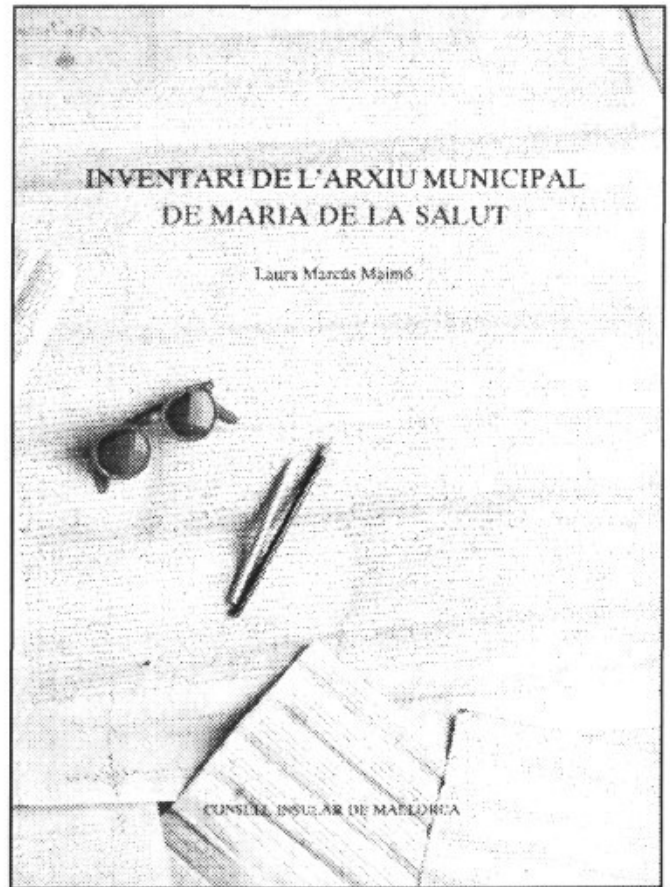 INVENTARI DE L'ARXIU MUNICIPAL
DE MARIA DE LA SALUT
Laura Marcús Maimó
CONSELL INSULAR DE MALLORCA